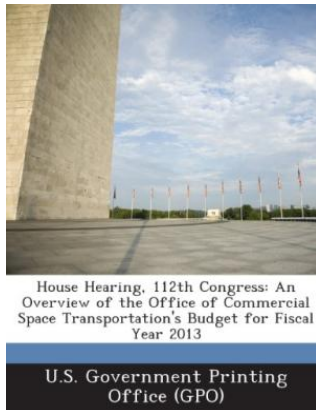 House Hearing, 112th Congress: An
Overview of the Office of Commercial
Space Transportation's Budget for Fiscal
Year 2013
U.S. Government Printing
Office (GPO)